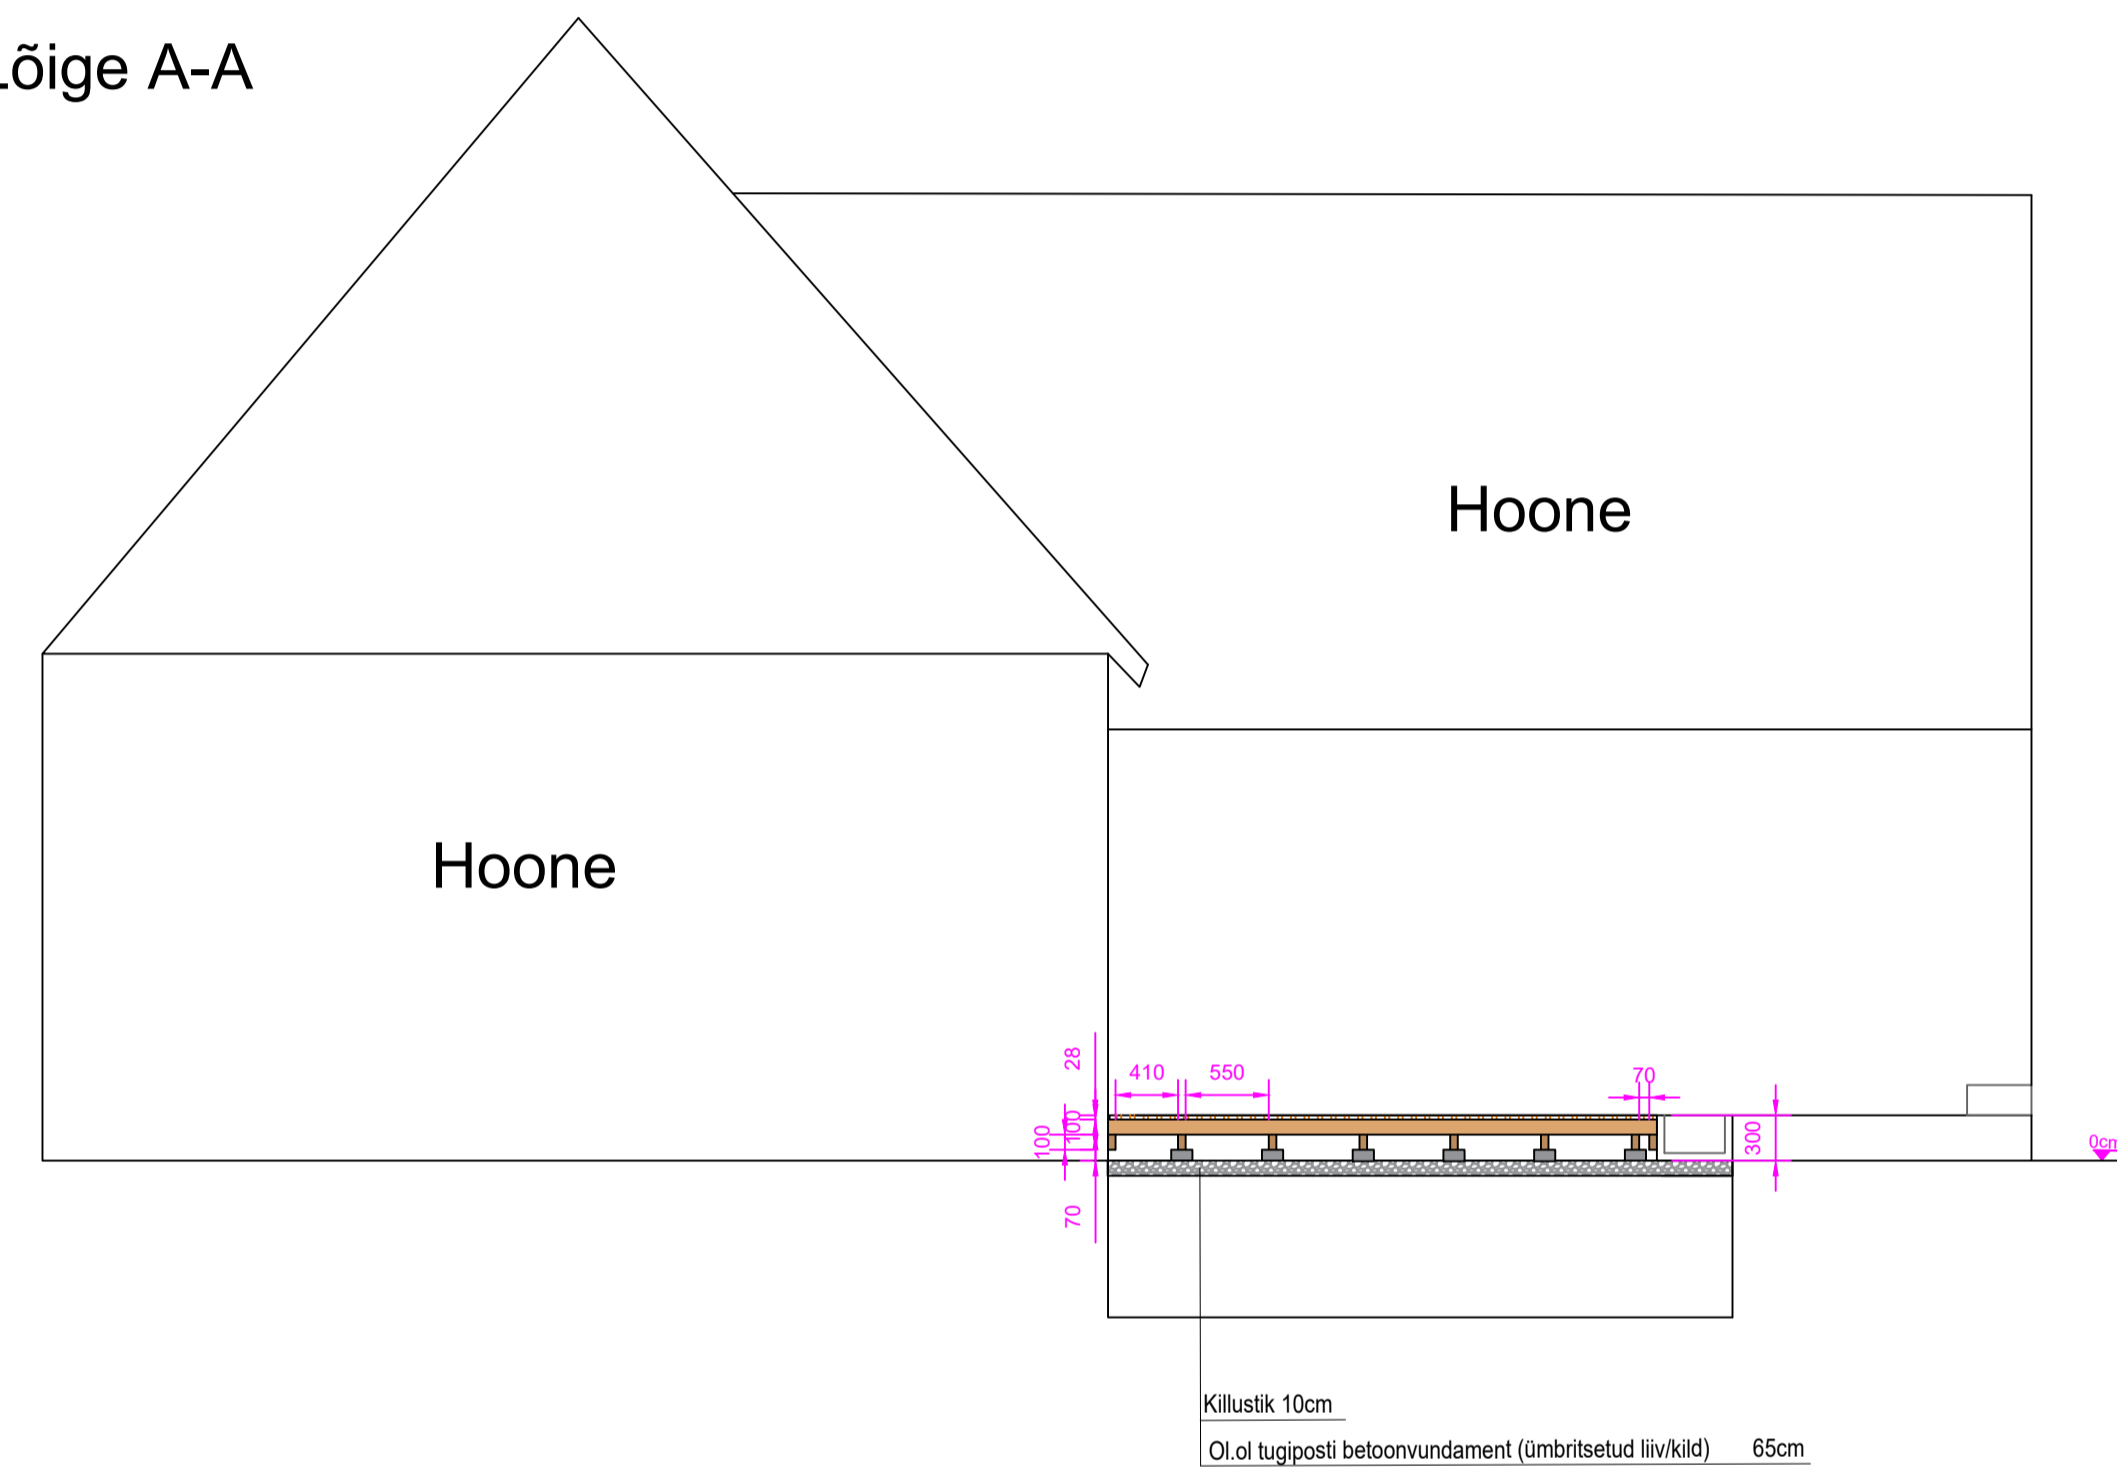 Lõige A-A
Hoone
Hoone
28
410
550
70
100
100
300
0cm
70
Killustik 10cm
Ol.ol tugiposti betoonvundament (ümbritsetud liiv/kild) 65cm